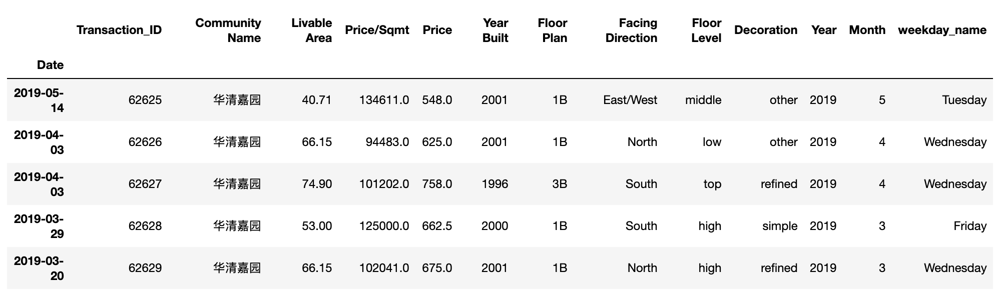 Transaction_ID Community Name Livable Area Price/Sqmt Price Year Built Floor Plan Facing Direction Floor Level Decoration Year Month weekday_name
Date
2019-05-14 62625 华清嘉园 40.71 134611.0 548.0 2001 1B East/West middle other 2019 5 Tuesday
2019-04-03 62626 华清嘉园 66.15 94483.0 625.0 2001 1B North low other 2019 4 Wednesday
2019-04-03 62627 华清嘉园 74.90 101202.0 758.0 1996 3B South top refined 2019 4 Wednesday
2019-03-29 62628 华清嘉园 53.00 125000.0 662.5 2000 1B South high simple 2019 3 Friday
2019-03-20 62629 华清嘉园 66.15 102041.0 675.0 2001 1B North high refined 2019 3 Wednesday